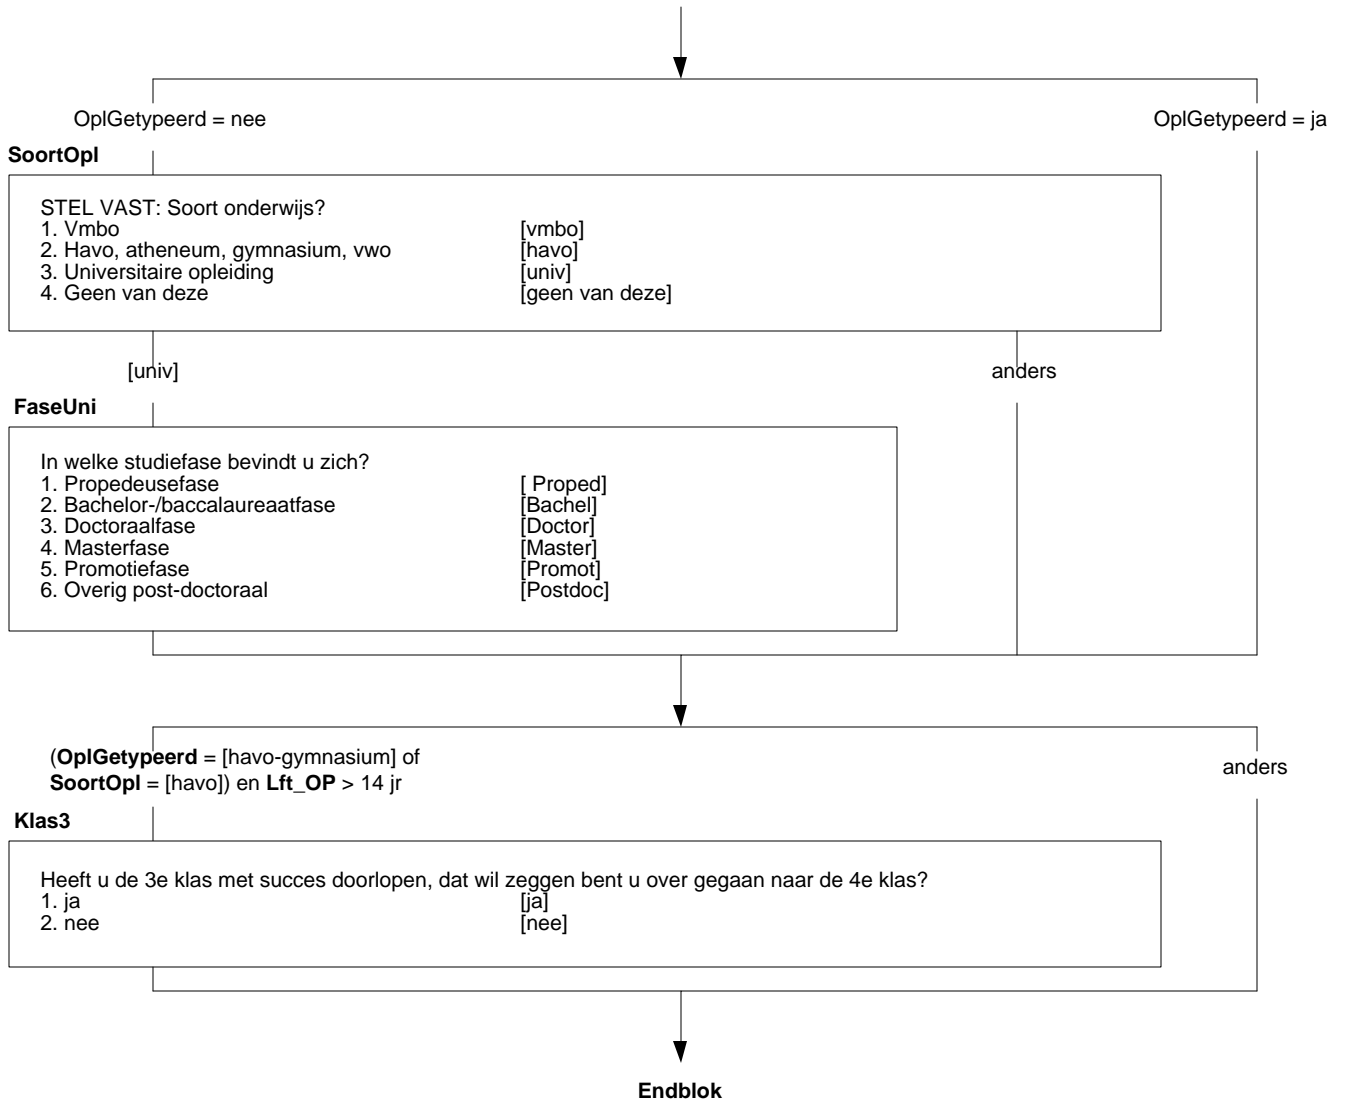 OplGetypeerd = nee
OplGetypeerd = ja
SoortOpl
STEL VAST: Soort onderwijs?
1. Vmbo [vmbo]
2. Havo, atheneum, gymnasium, vwo [havo]
3. Universitaire opleiding [univ]
4. Geen van deze [geen van deze]
[univ]
anders
FaseUni
In welke studiefase bevindt u zich?
1. Propedeusefase [ Proped]
2. Bachelor-/baccalaureaatfase [Bachel]
3. Doctoraalfase [Doctor]
4. Masterfase [Master]
5. Promotiefase [Promot]
6. Overig post-doctoraal [Postdoc]
(OplGetypeerd = [havo-gymnasium] of
SoortOpl = [havo]) en Lft_OP > 14 jr
anders
Klas3
Heeft u de 3e klas met succes doorlopen, dat wil zeggen bent u over gegaan naar de 4e klas?
1. ja [ja]
2. nee [nee]
Endblok